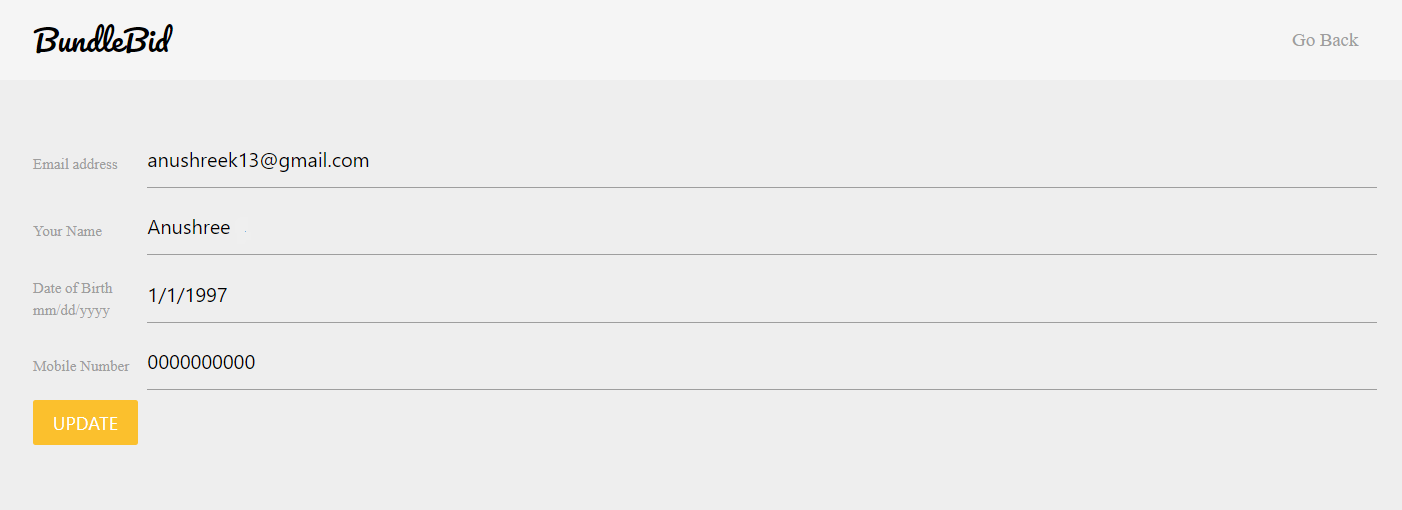 BundleBid
Go Back
Email address
anushreek13@gmail.com
Your Name
Anushree
Date of Birth
mm/dd/yyyy
1/1/1997
Mobile Number
0000000000
UPDATE